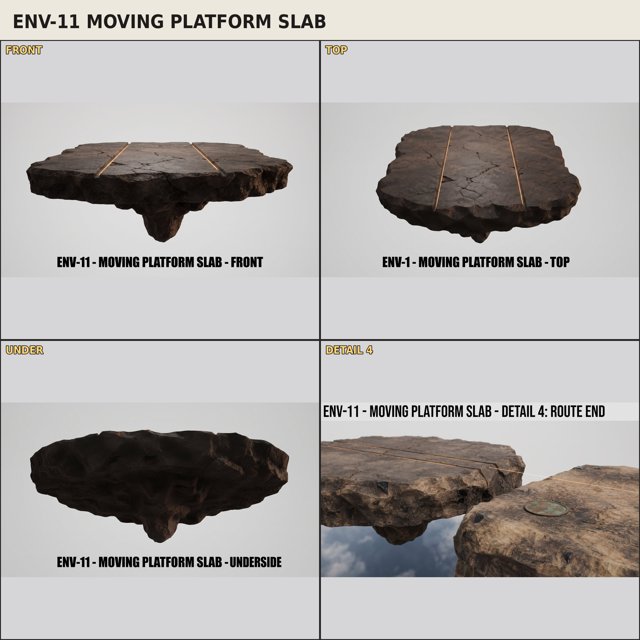 ENV-11 MOVING PLATFORM SLAB
FRONT
TOP
ENV-11 - MOVING PLATFORM SLAB - FRONT
ENV-1 - MOVING PLATFORM SLAB - TOP
UNDER
DETAIL 4
ENV-11 - MOVING PLATFORM SLAB - DETAIL 4: ROUTE END
ENV-11 - MOVING PLATFORM SLAB - UNDERSIDE